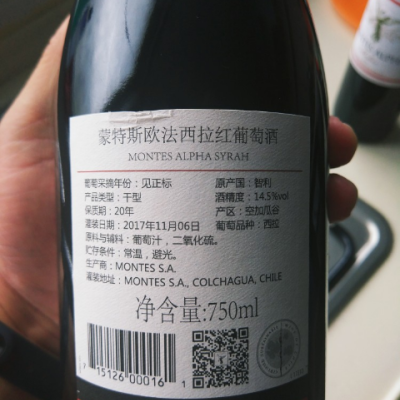 蒙特斯欧法西拉红葡萄酒
MONTES ALPHA SYRAH
葡萄采摘年份：见正标 原产国：智利
产品类型：干型 酒精度：14.5%vol
保质期：20年 产区：空加瓜谷
灌装日期：2017年11月06日 葡萄品种：西拉
原料与辅料：葡萄汁，二氧化硫。
贮存条件：常温，避光。
生产商：MONTES S.A.
灌装地址：MONTES S.A., COLCHAGUA, CHILE
净含量:750ml
7 15126 00016 1